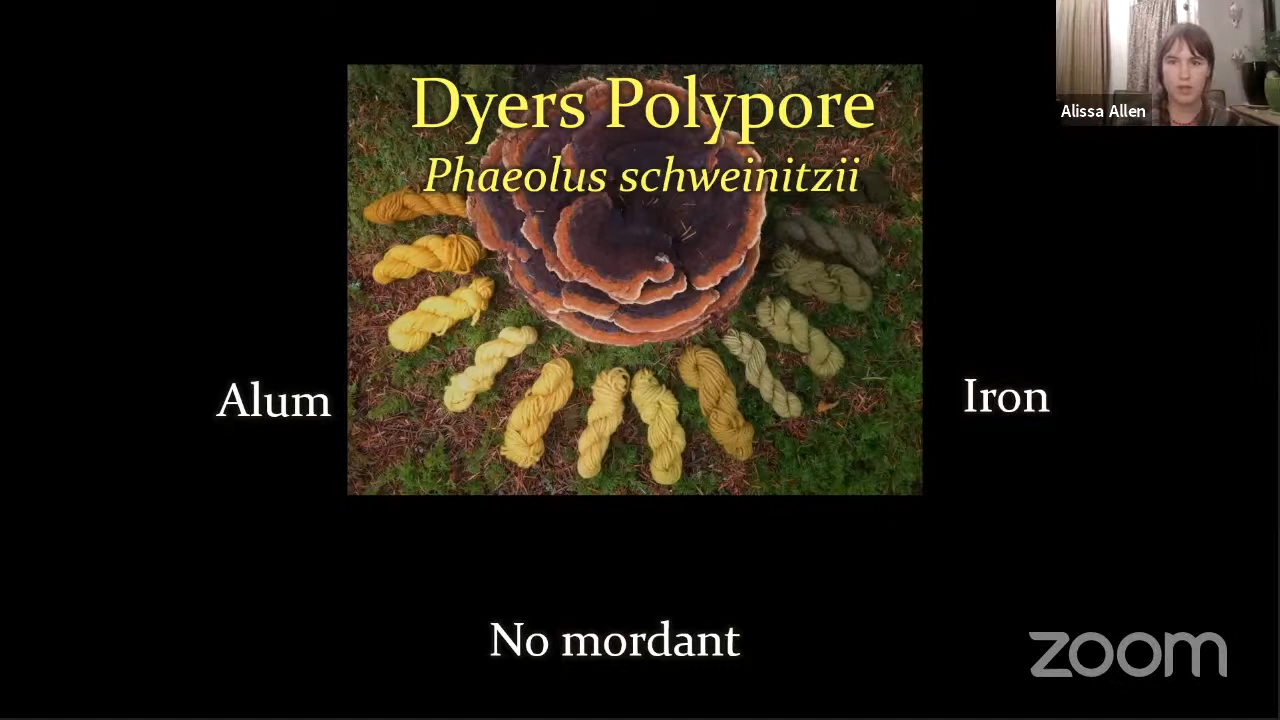 Dyers Polypore
Phaeolus schweinitzii
Alissa Allen
Alum
Iron
No mordant
zoom